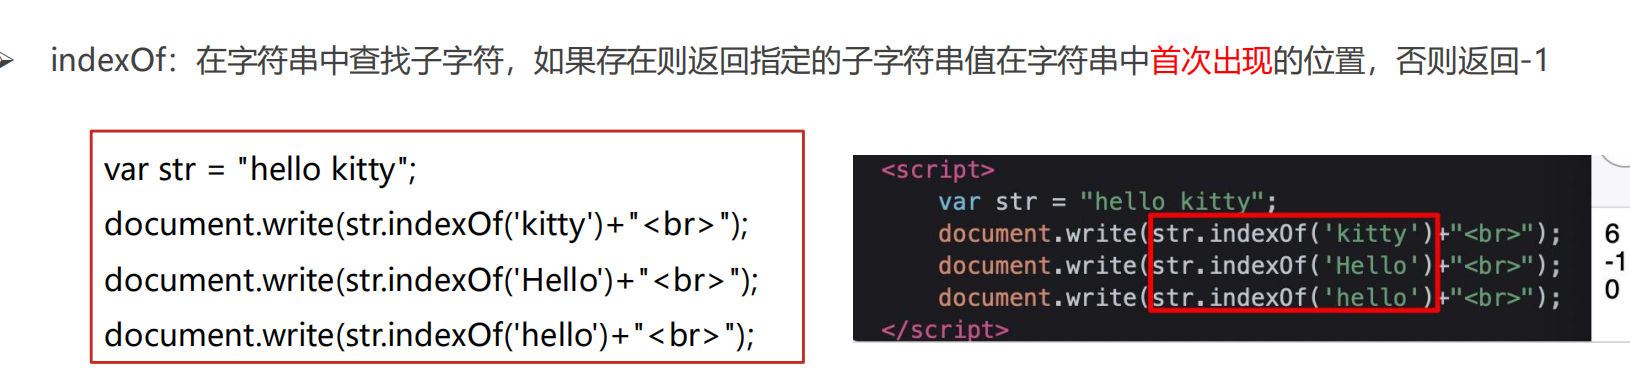 indexOf：在字符串中查找子字符，如果存在则返回指定的子字符串值在字符串中首次出现的位置，否则返回-1
var str = "hello kitty";
document.write(str.indexOf('kitty')+"<br>");
document.write(str.indexOf('Hello')+"<br>");
document.write(str.indexOf('hello')+"<br>");
<script>
var str = "hello kitty";
document.write(str.indexOf('kitty')+"<br>");
document.write(str.indexOf('Hello')+"<br>");
document.write(str.indexOf('hello')+"<br>");
</script>
6
-1
0